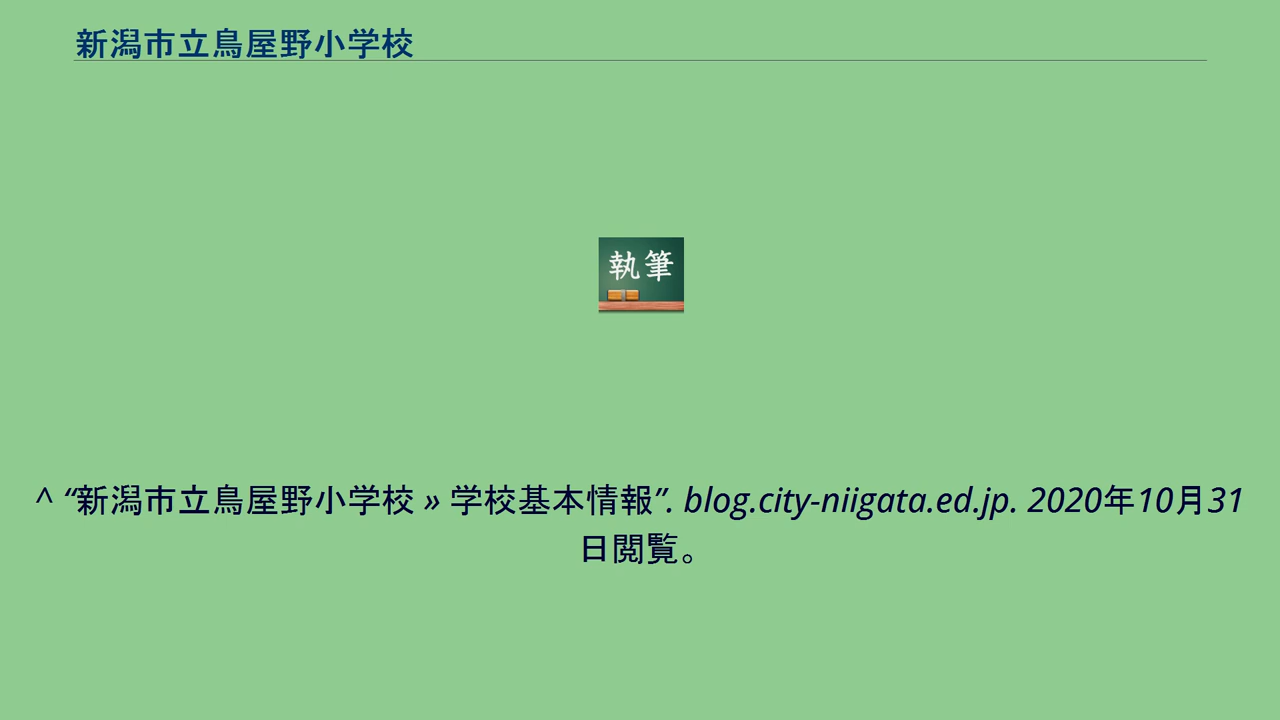 新潟市立鳥屋野小学校
執筆
^ “新潟市立鳥屋野小学校 » 学校基本情報”. blog.city-niigata.ed.jp. 2020年10月31
日閲覧。